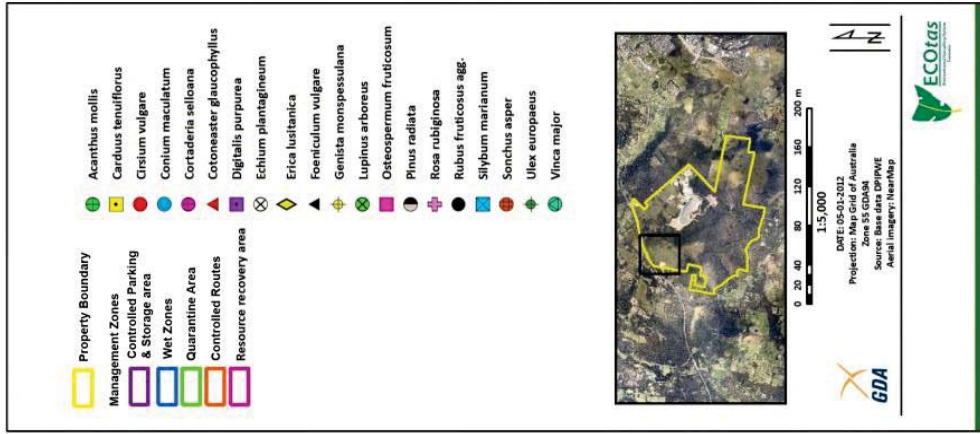 Property Boundary
Management Zones
Controlled Parking
& Storage area
Wet Zones
Quarantine Area
Controlled Routes
Resource recovery area
Acanthus mollis
Carduus tenuiflorus
Cirsium vulgare
Conium maculatum
Cortaderia selloana
Cotoneaster glaucophyllus
Digitalis purpurea
Echium plantagineum
Erica lusitanica
Foeniculum vulgare
Genista monspessulana
Lupinus arboreus
Osteospermum fruticosum
Pinus radiata
Rosa rubiginosa
Rubus fruticosus agg.
Silybum marianum
Sonchus asper
Ulex europaeus
Vinca major
N
0 20 40 80 120 160 200 m
1:5,000
DATE: 05-01-2012
Projection: Map Grid of Australia
Zone 55 GDA94
Source: Base data DPIPWE
Aerial imagery: NearMap
GDA
ECOtas